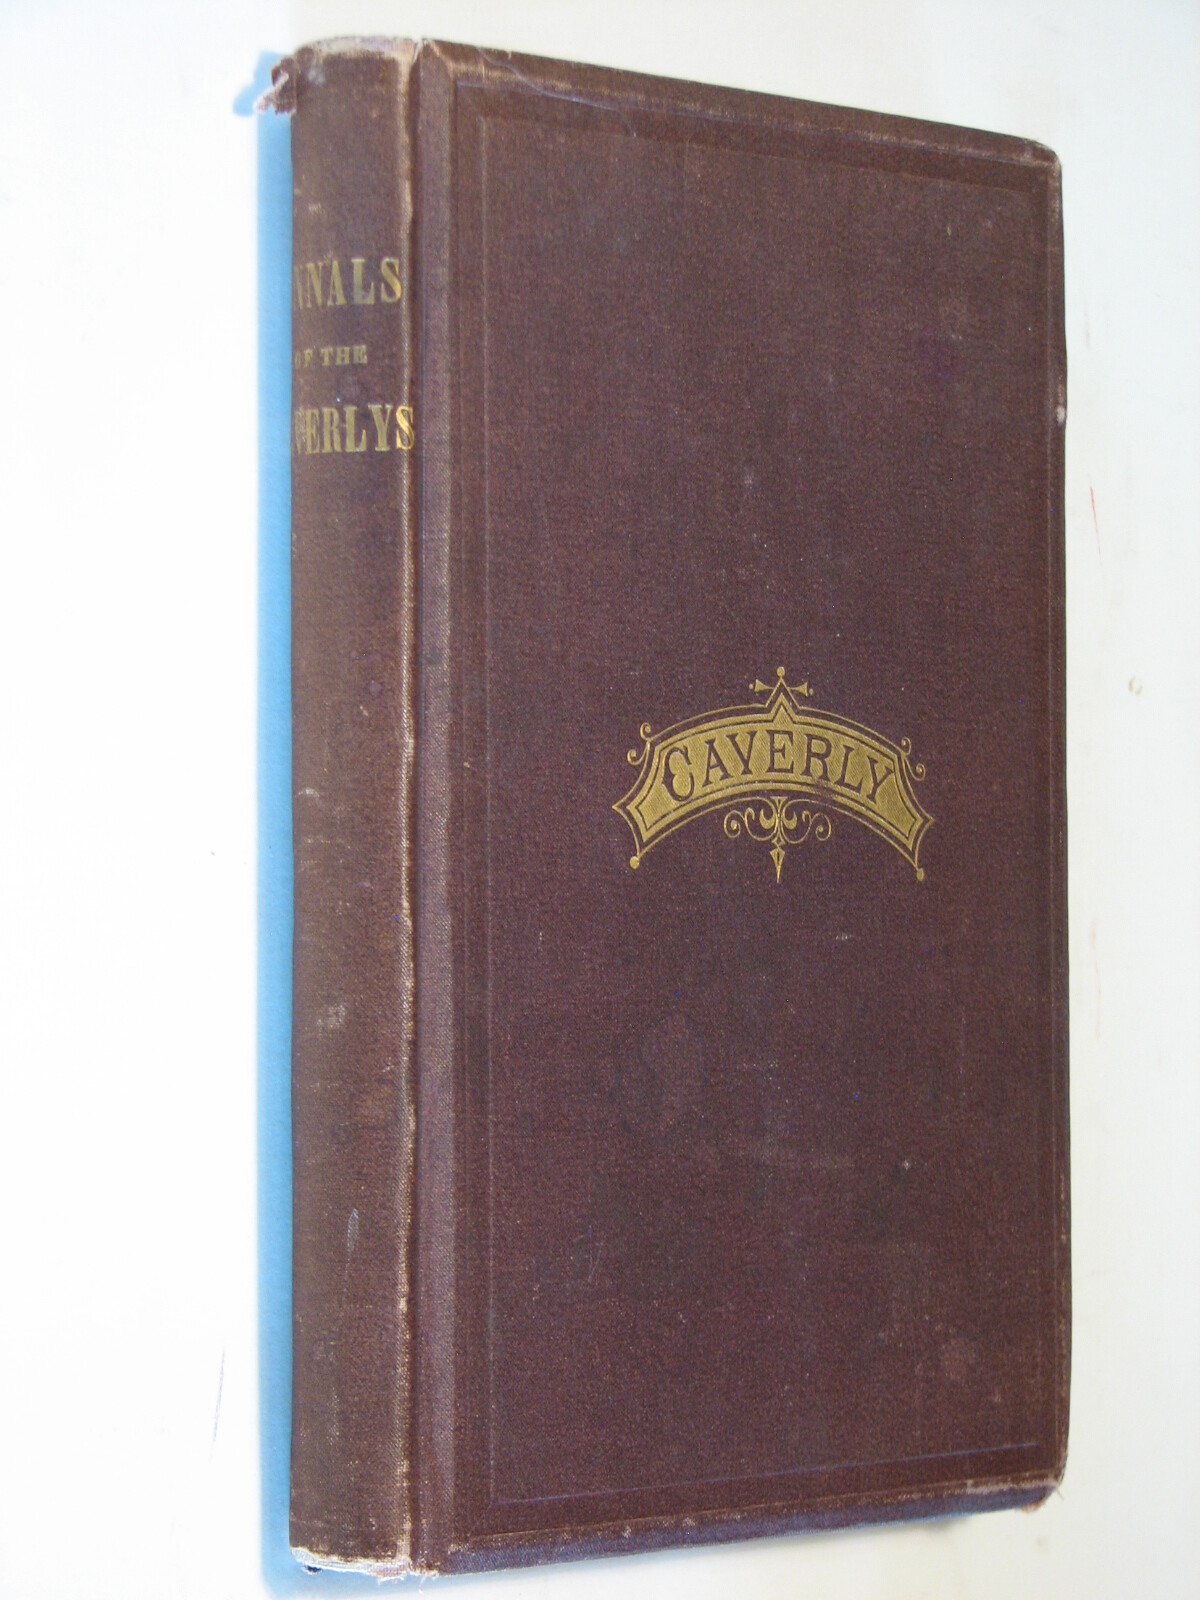 NNALS
OF THE
VERLYS
CAVERLY